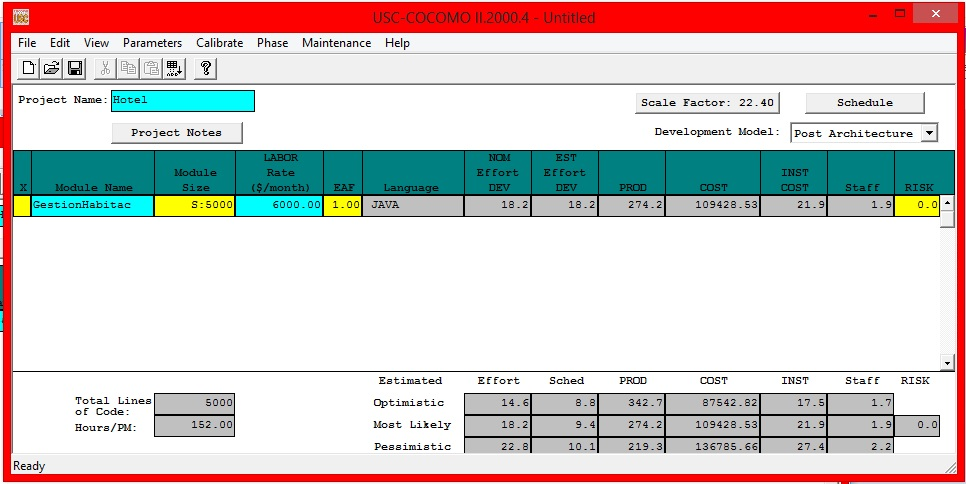 USC-COCOMO II.2000.4 - Untitled
File Edit View Parameters Calibrate Phase Maintenance Help
Project Name: Hotel
Scale Factor: 22.40 Schedule
Project Notes
Development Model: Post Architecture
X Module Name Module Size LABOR Rate ($/month) EAF Language NOM Effort DEV EST Effort DEV PROD COST INST COST Staff RISK
GestionHabitac S:5000 6000.00 1.00 JAVA 18.2 18.2 274.2 109428.53 21.9 1.9 0.0
Estimated Effort Sched PROD COST INST Staff RISK
Total Lines of Code: 5000
Optimistic 14.6 8.8 342.7 87542.82 17.5 1.7
Hours/PM: 152.00
Most Likely 18.2 9.4 274.2 109428.53 21.9 1.9 0.0
Pessimistic 22.8 10.1 219.3 136785.66 27.4 2.2
Ready